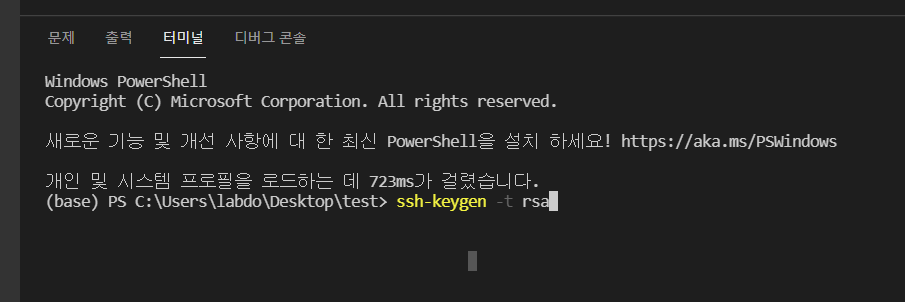 문제 출력 터미널 디버그 콘솔
Windows PowerShell
Copyright (C) Microsoft Corporation. All rights reserved.
새로운 기능 및 개선 사항에 대 한 최신 PowerShell을 설치 하세요! https://aka.ms/PSWindows
개인 및 시스템 프로필을 로드하는 데 723ms가 걸렸습니다.
(base) PS C:\Users\labdo\Desktop\test> ssh-keygen -t rsa